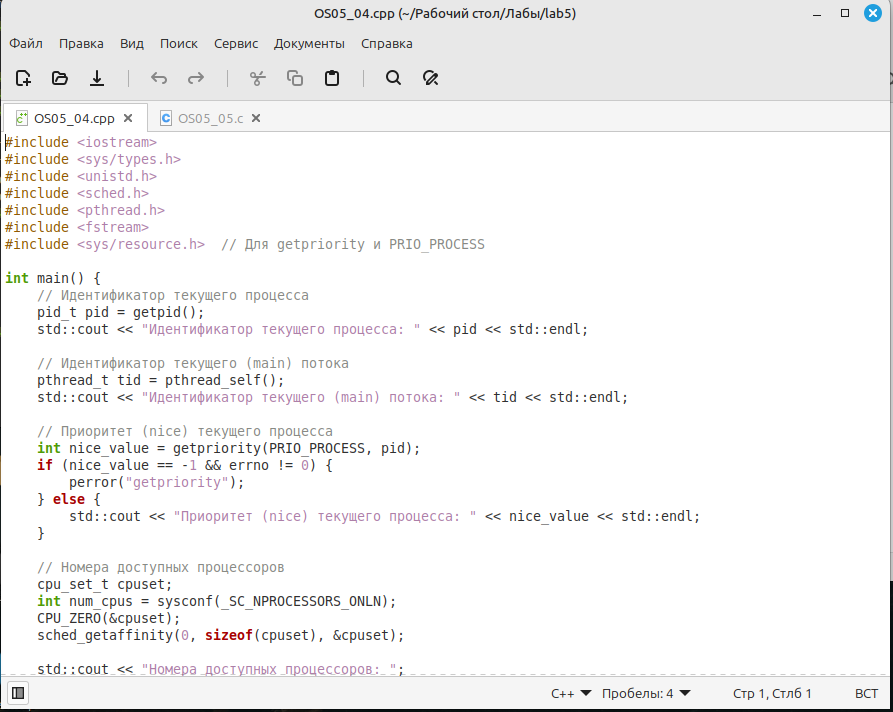 OS05_04.cpp (~/Рабочий стол/Лабы/lab5)
Файл Правка Вид Поиск Сервис Документы Справка
OS05_04.cpp OS05_05.c
#include <iostream>
#include <sys/types.h>
#include <unistd.h>
#include <sched.h>
#include <pthread.h>
#include <fstream>
#include <sys/resource.h>  // Для getpriority и PRIO_PROCESS
int main() {
    // Идентификатор текущего процесса
    pid_t pid = getpid();
    std::cout << "Идентификатор текущего процесса: " << pid << std::endl;
    // Идентификатор текущего (main) потока
    pthread_t tid = pthread_self();
    std::cout << "Идентификатор текущего (main) потока: " << tid << std::endl;
    // Приоритет (nice) текущего процесса
    int nice_value = getpriority(PRIO_PROCESS, pid);
    if (nice_value == -1 && errno != 0) {
        perror("getpriority");
    } else {
        std::cout << "Приоритет (nice) текущего процесса: " << nice_value << std::endl;
    }
    // Номера доступных процессоров
    cpu_set_t cpuset;
    int num_cpus = sysconf(_SC_NPROCESSORS_ONLN);
    CPU_ZERO(&cpuset);
    sched_getaffinity(0, sizeof(cpuset), &cpuset);
    std::cout << "Номера доступных процессоров: ";
C++ Пробелы: 4 Стр 1, Стлб 1 ВСТ